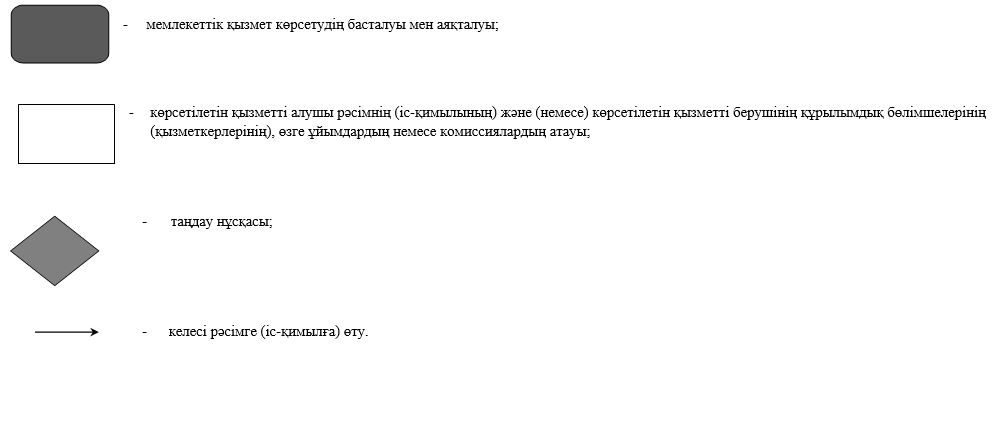 - мемлекеттік қызмет көрсетудің басталуы мен аяқталуы;
- көрсетілетін қызметті алушы рәсімнің (іс-қимылының) және (немесе) көрсетілетін қызметті берушінің құрылымдық бөлімшелерінің
(қызметкерлерінің), өзге ұйымдардың немесе комиссиялардың атауы;
- таңдау нұсқасы;
- келесі рәсімге (іс-қимылға) өту.